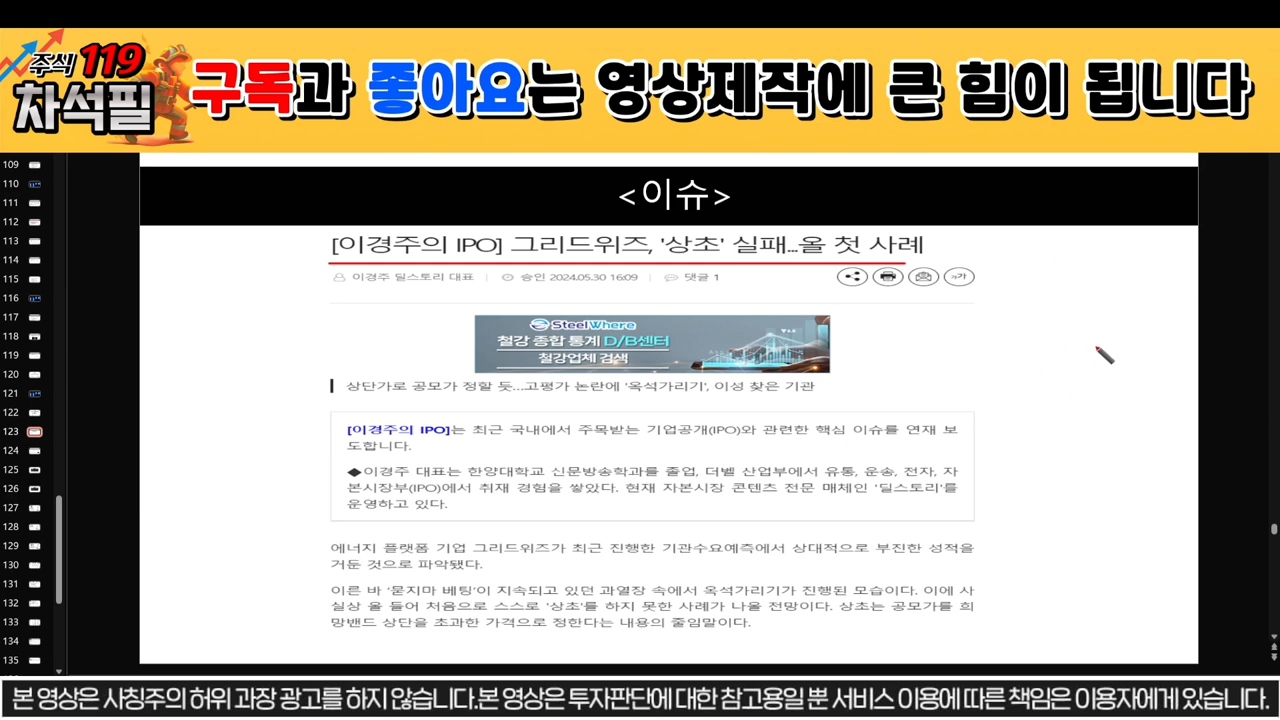 주식 119
차석필
구독과 좋아요는 영상제작에 큰 힘이 됩니다
<이슈>
[이경주의 IPO] 그리드위즈, '상초' 실패...올 첫 사례
이경주 딜스토리 대표 | 승인 2024.05.30 16:09 | 댓글 1
가가
SteelWhere
철강 종합 통계 D/B센터
철강업체 검색
상단가로 공모가 정할 듯...고평가 논란에 '옥석가리기', 이성 찾은 기관
[이경주의 IPO]는 최근 국내에서 주목받는 기업공개(IPO)와 관련한 핵심 이슈를 연재 보
도합니다.
◆이경주 대표는 한양대학교 신문방송학과를 졸업, 더벨 산업부에서 유통, 운송, 전자, 자
본시장부(IPO)에서 취재 경험을 쌓았다. 현재 자본시장 콘텐츠 전문 매체인 '딜스토리'를
운영하고 있다.
에너지 플랫폼 기업 그리드위즈가 최근 진행한 기관수요예측에서 상대적으로 부진한 성적을
거둔 것으로 파악됐다.
이른 바 '묻지마 베팅'이 지속되고 있던 과열장 속에서 옥석가리기가 진행된 모습이다. 이에 사
실상 올 들어 처음으로 스스로 '상초'를 하지 못한 사례가 나올 전망이다. 상초는 공모가를 희
망밴드 상단을 초과한 가격으로 정한다는 내용의 줄임말이다.
109
110
111
112
113
114
115
116
117
118
119
120
121
122
123
124
125
126
127
128
129
130
131
132
133
134
135
본 영상은 사칭주의 허위 과장 광고를 하지 않습니다.본 영상은 투자판단에 대한 참고용일 뿐 서비스 이용에 따른 책임은 이용자에게 있습니다.